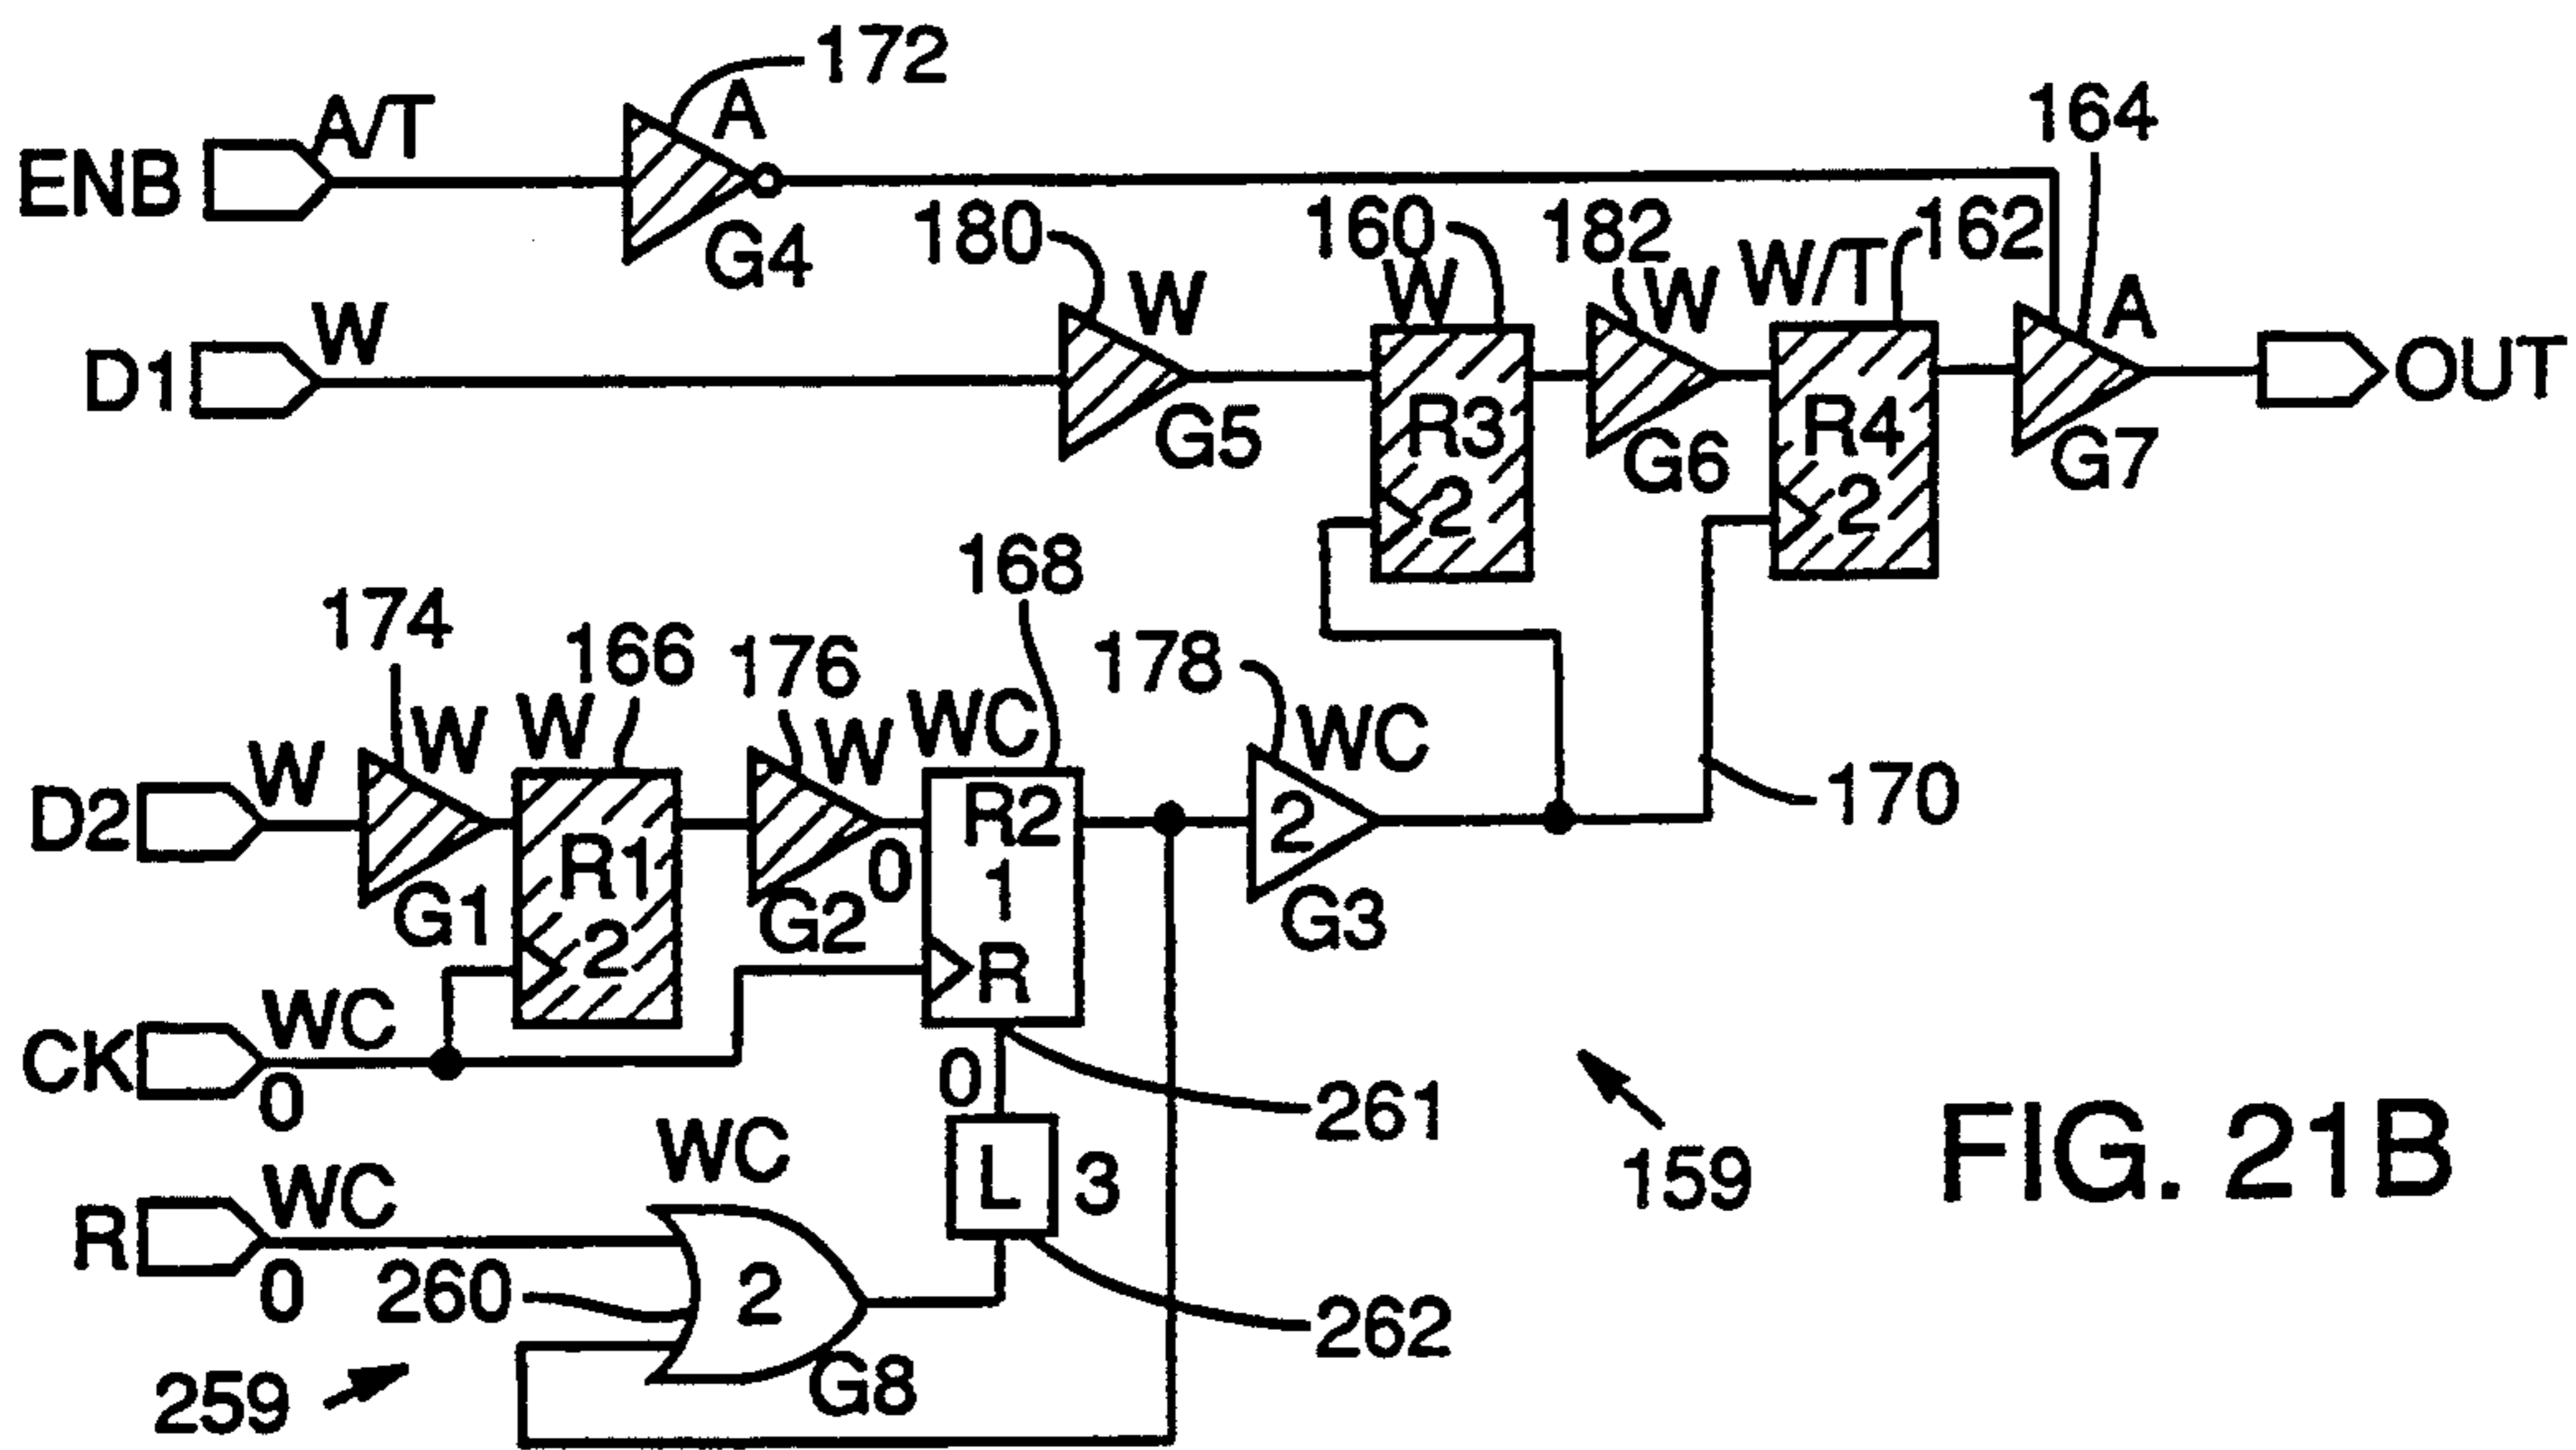 172
A/T
A
164
ENB
180
160
182
W/T
162
G4
W
W
W
W
A
D1
R3
R4
OUT
G5
2
G6
2
G7
168
174
166
176
178
W
W
W
W
WC
WC
D2
R2
2
170
R1
0
1
G1
2
G2
R
G3
CK
WC
0
0
261
WC
L
3
159
FIG. 21B
R
WC
0
260
2
262
259
G8